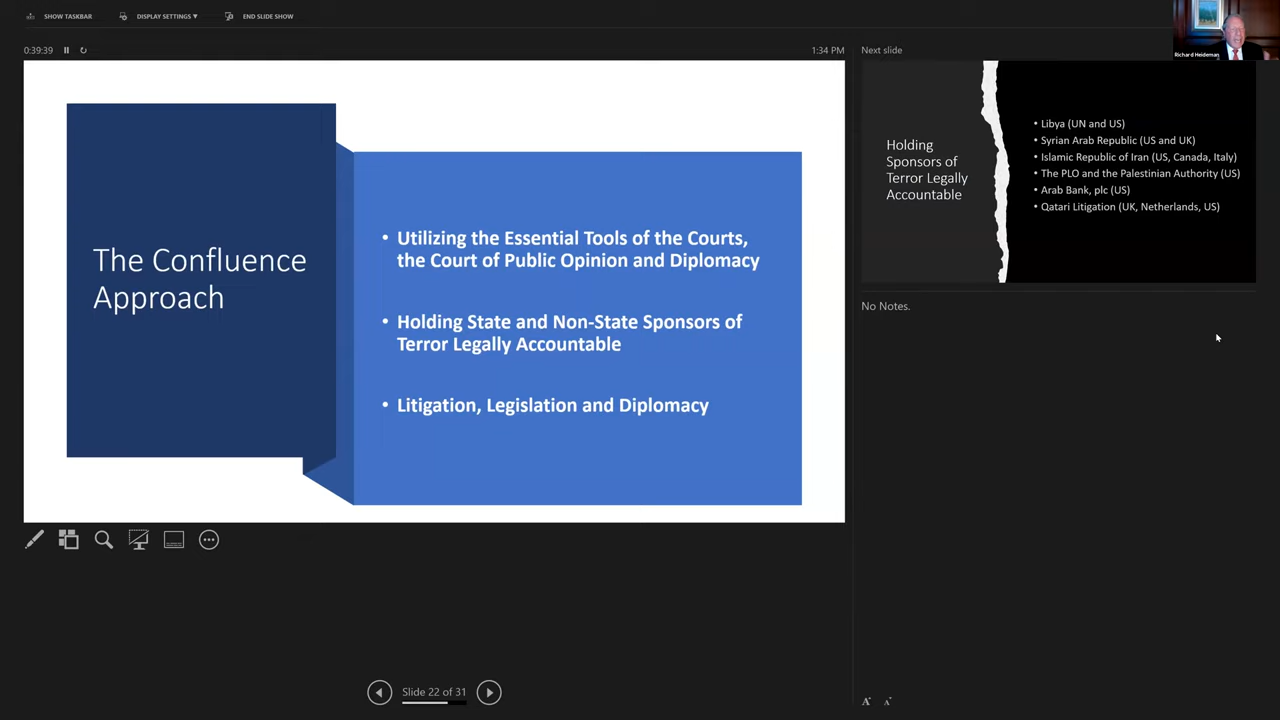 SHOW TASKBAR
DISPLAY SETTINGS ▼
END SLIDE SHOW
0:39:39
1:34 PM
The Confluence
Approach
• Utilizing the Essential Tools of the Courts,
the Court of Public Opinion and Diplomacy
• Holding State and Non-State Sponsors of
Terror Legally Accountable
• Litigation, Legislation and Diplomacy
Slide 22 of 31
Next slide
Richard Heideman
Holding
Sponsors of
Terror Legally
Accountable
• Libya (UN and US)
• Syrian Arab Republic (US and UK)
• Islamic Republic of Iran (US, Canada, Italy)
• The PLO and the Palestinian Authority (US)
• Arab Bank, plc (US)
• Qatari Litigation (UK, Netherlands, US)
No Notes.
A A